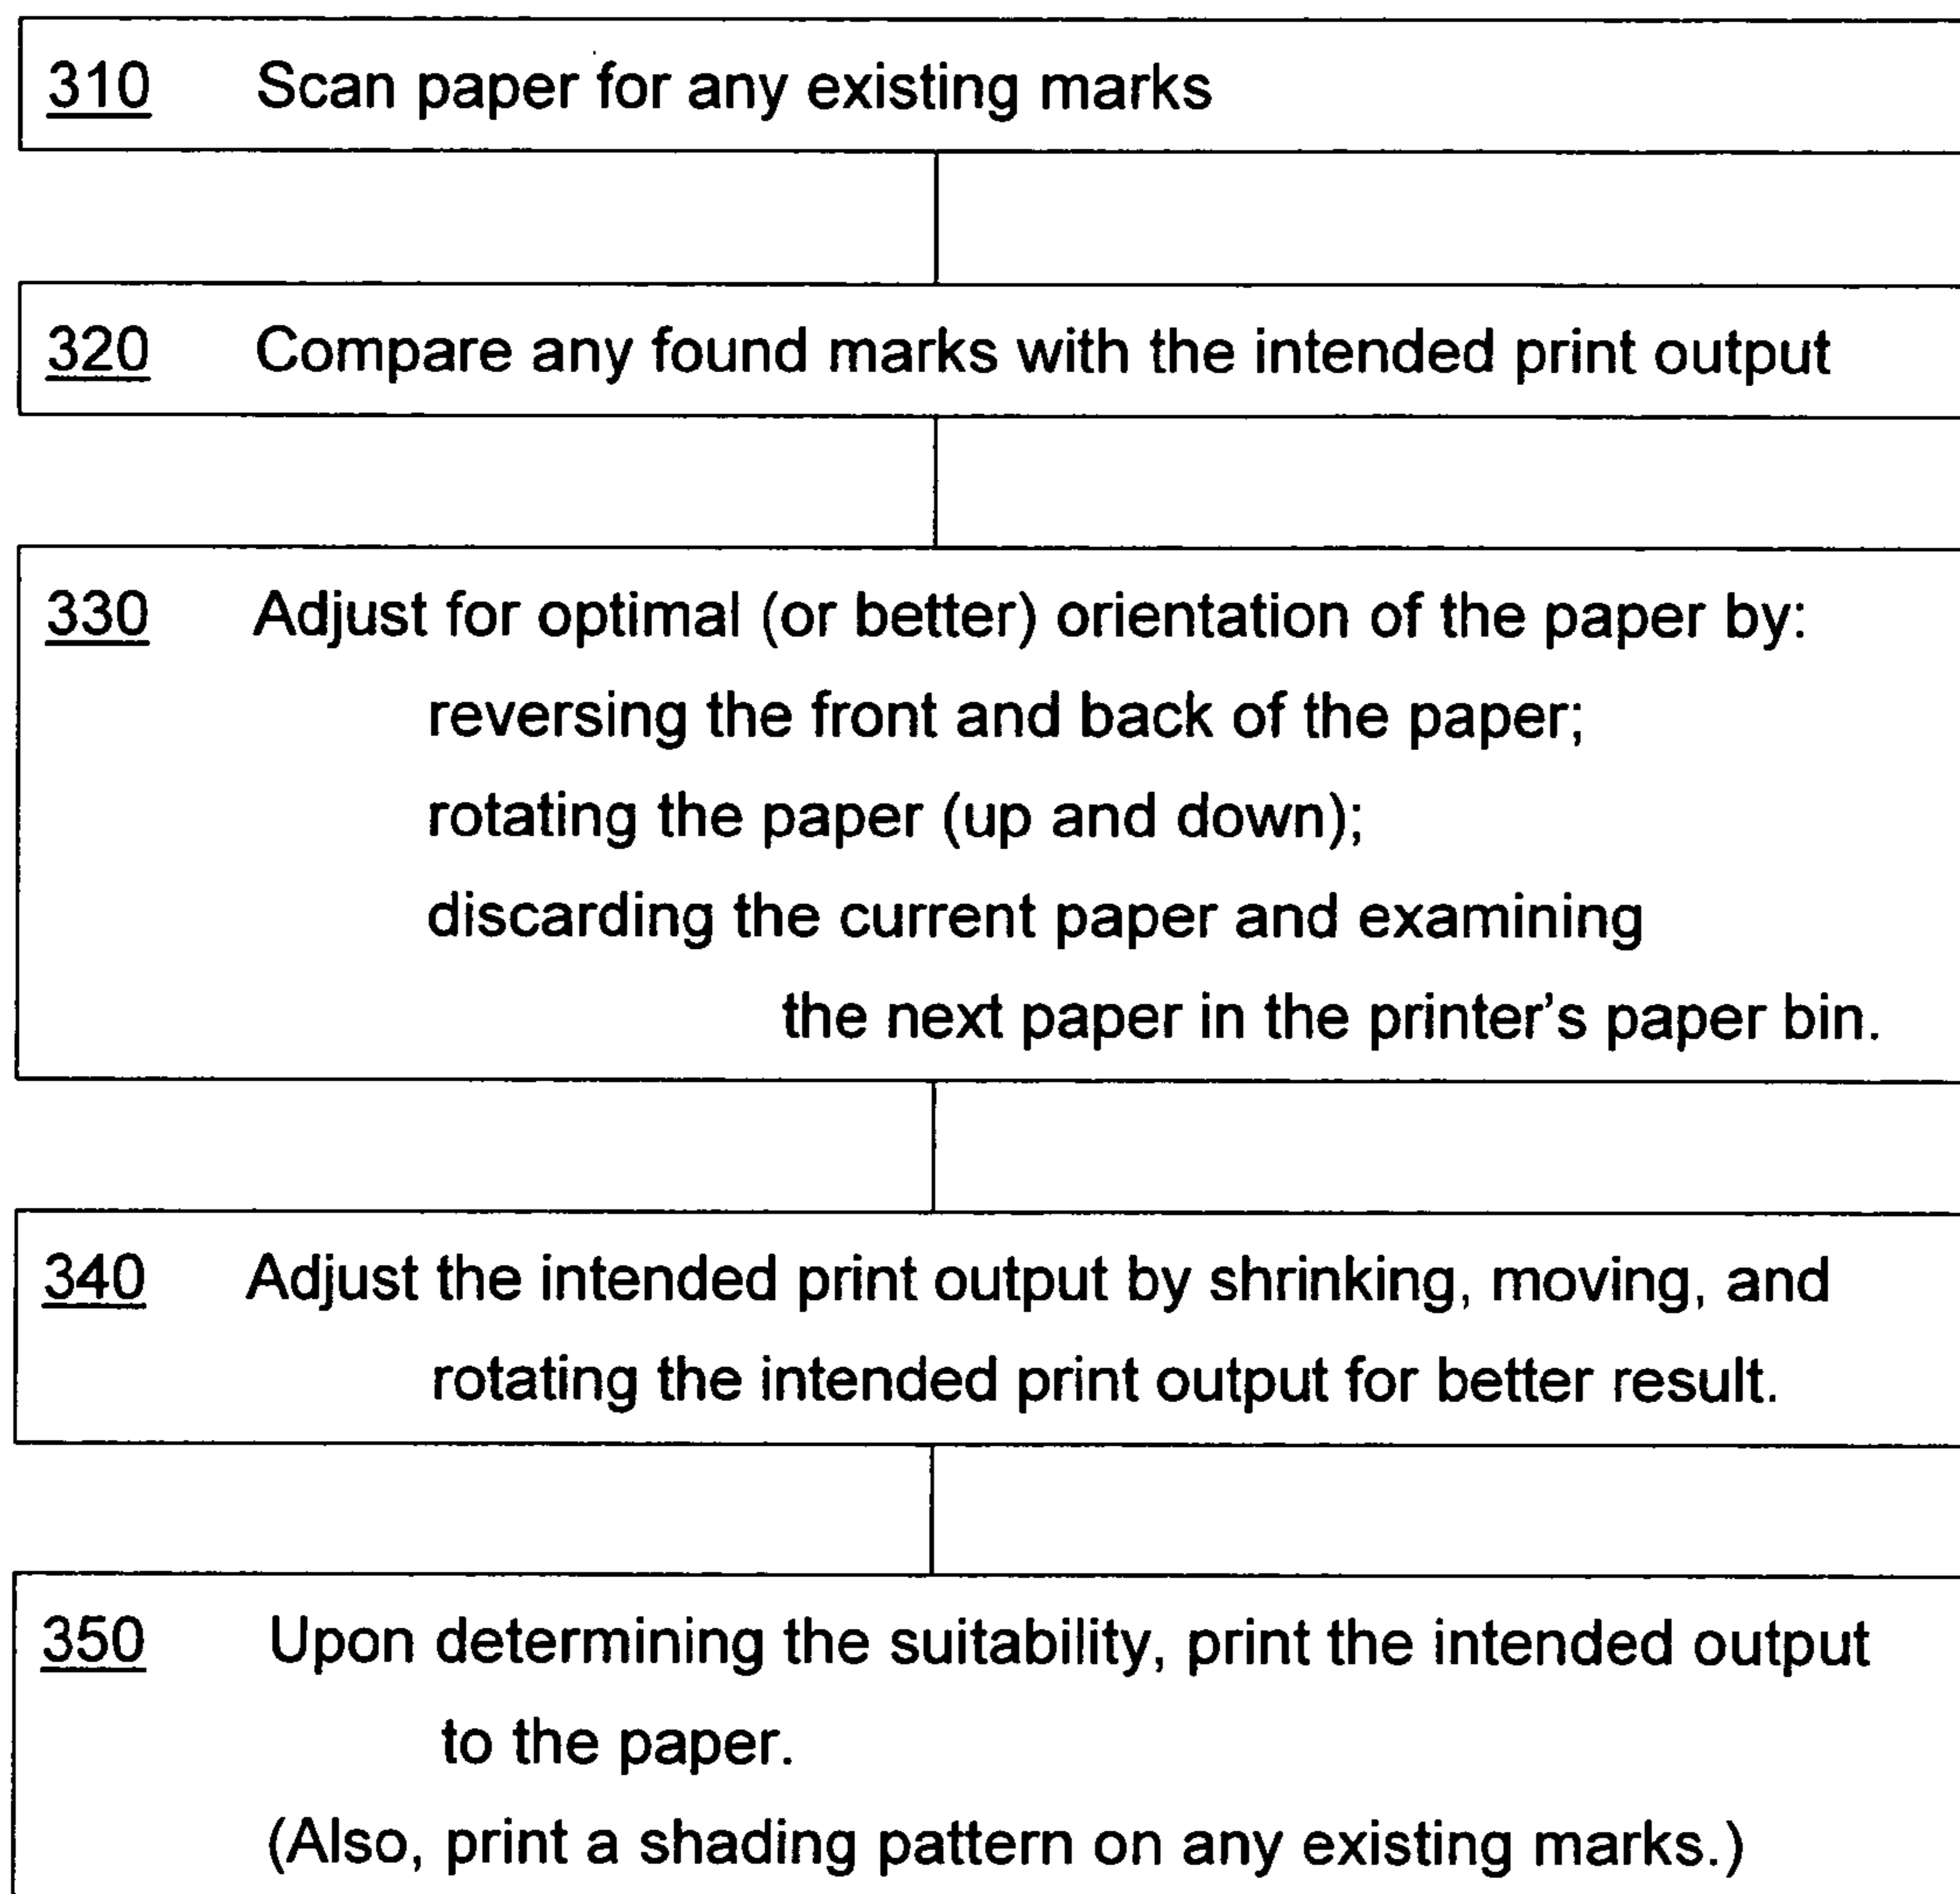 310 Scan paper for any existing marks
320 Compare any found marks with the intended print output
330 Adjust for optimal (or better) orientation of the paper by:
reversing the front and back of the paper;
rotating the paper (up and down);
discarding the current paper and examining
the next paper in the printer's paper bin.
340 Adjust the intended print output by shrinking, moving, and
rotating the intended print output for better result.
350 Upon determining the suitability, print the intended output
to the paper.
(Also, print a shading pattern on any existing marks.)